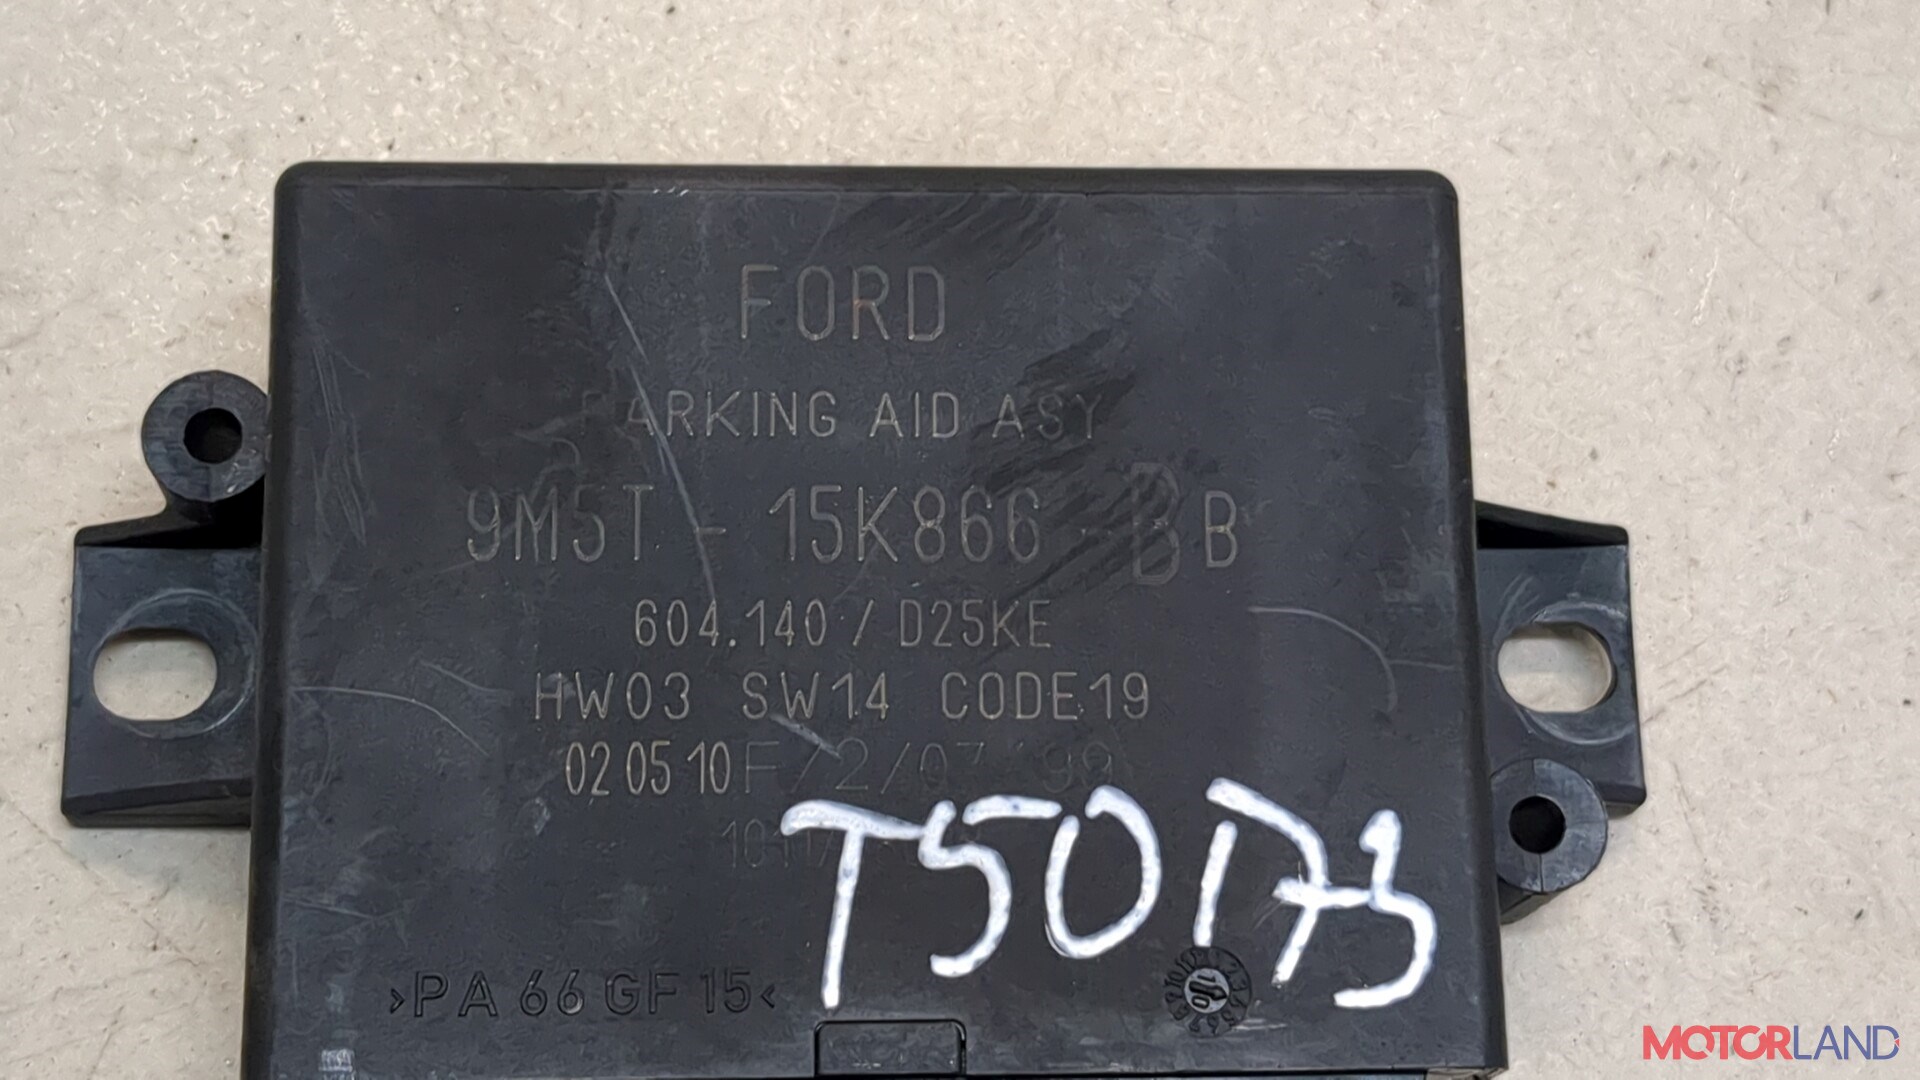 FORD
PARKING AID ASY
9M5T - 15K866 BB
604.140 / D25KE
HW03 SW14 CODE19
02 05 10
T50173
>PA 66 GF 15<
MOTORLAND